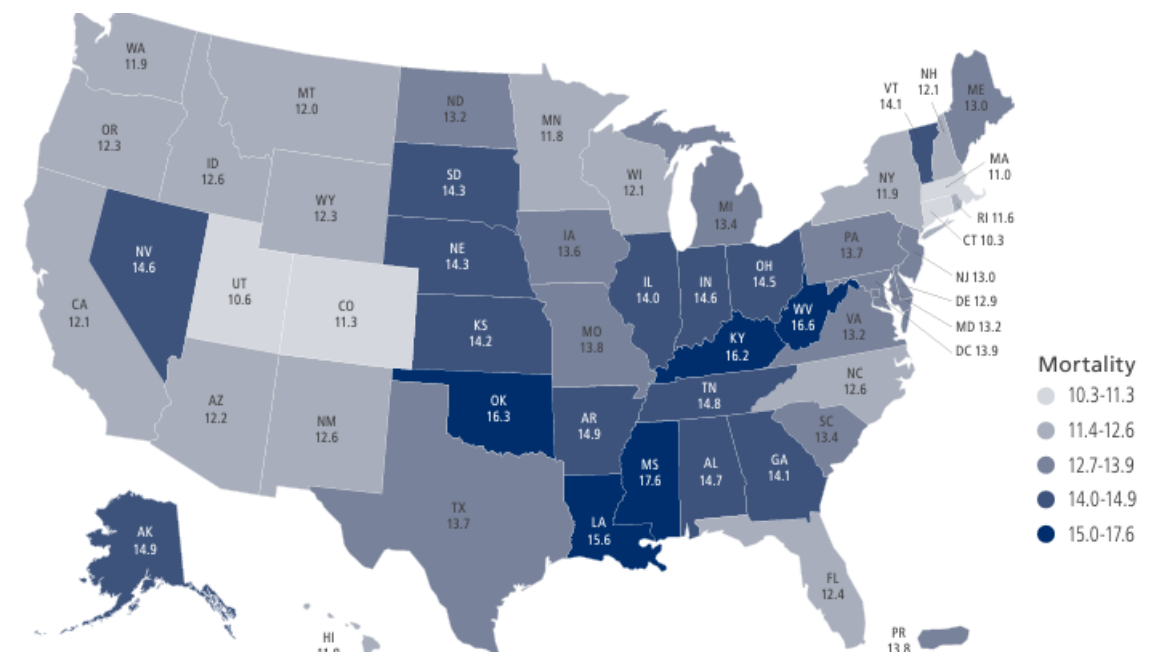 WA
11.9
OR
12.3
CA
12.1
NV
14.6
ID
12.6
MT
12.0
WY
12.3
UT
10.6
CO
11.3
AZ
12.2
NM
12.6
ND
13.2
SD
14.3
NE
14.3
KS
14.2
OK
16.3
TX
13.7
MN
11.8
IA
13.6
MO
13.8
AR
14.9
LA
15.6
WI
12.1
IL
14.0
MI
13.4
IN
14.6
OH
14.5
KY
16.2
TN
14.8
MS
17.6
AL
14.7
GA
14.1
FL
12.4
SC
13.4
NC
12.6
VA
13.2
WV
16.6
PA
13.7
NY
11.9
VT
14.1
NH
12.1
ME
13.0
MA
11.0
RI 11.6
CT 10.3
NJ 13.0
DE 12.9
MD 13.2
DC 13.9
AK
14.9
HI
PR
13.8
Mortality
10.3-11.3
11.4-12.6
12.7-13.9
14.0-14.9
15.0-17.6